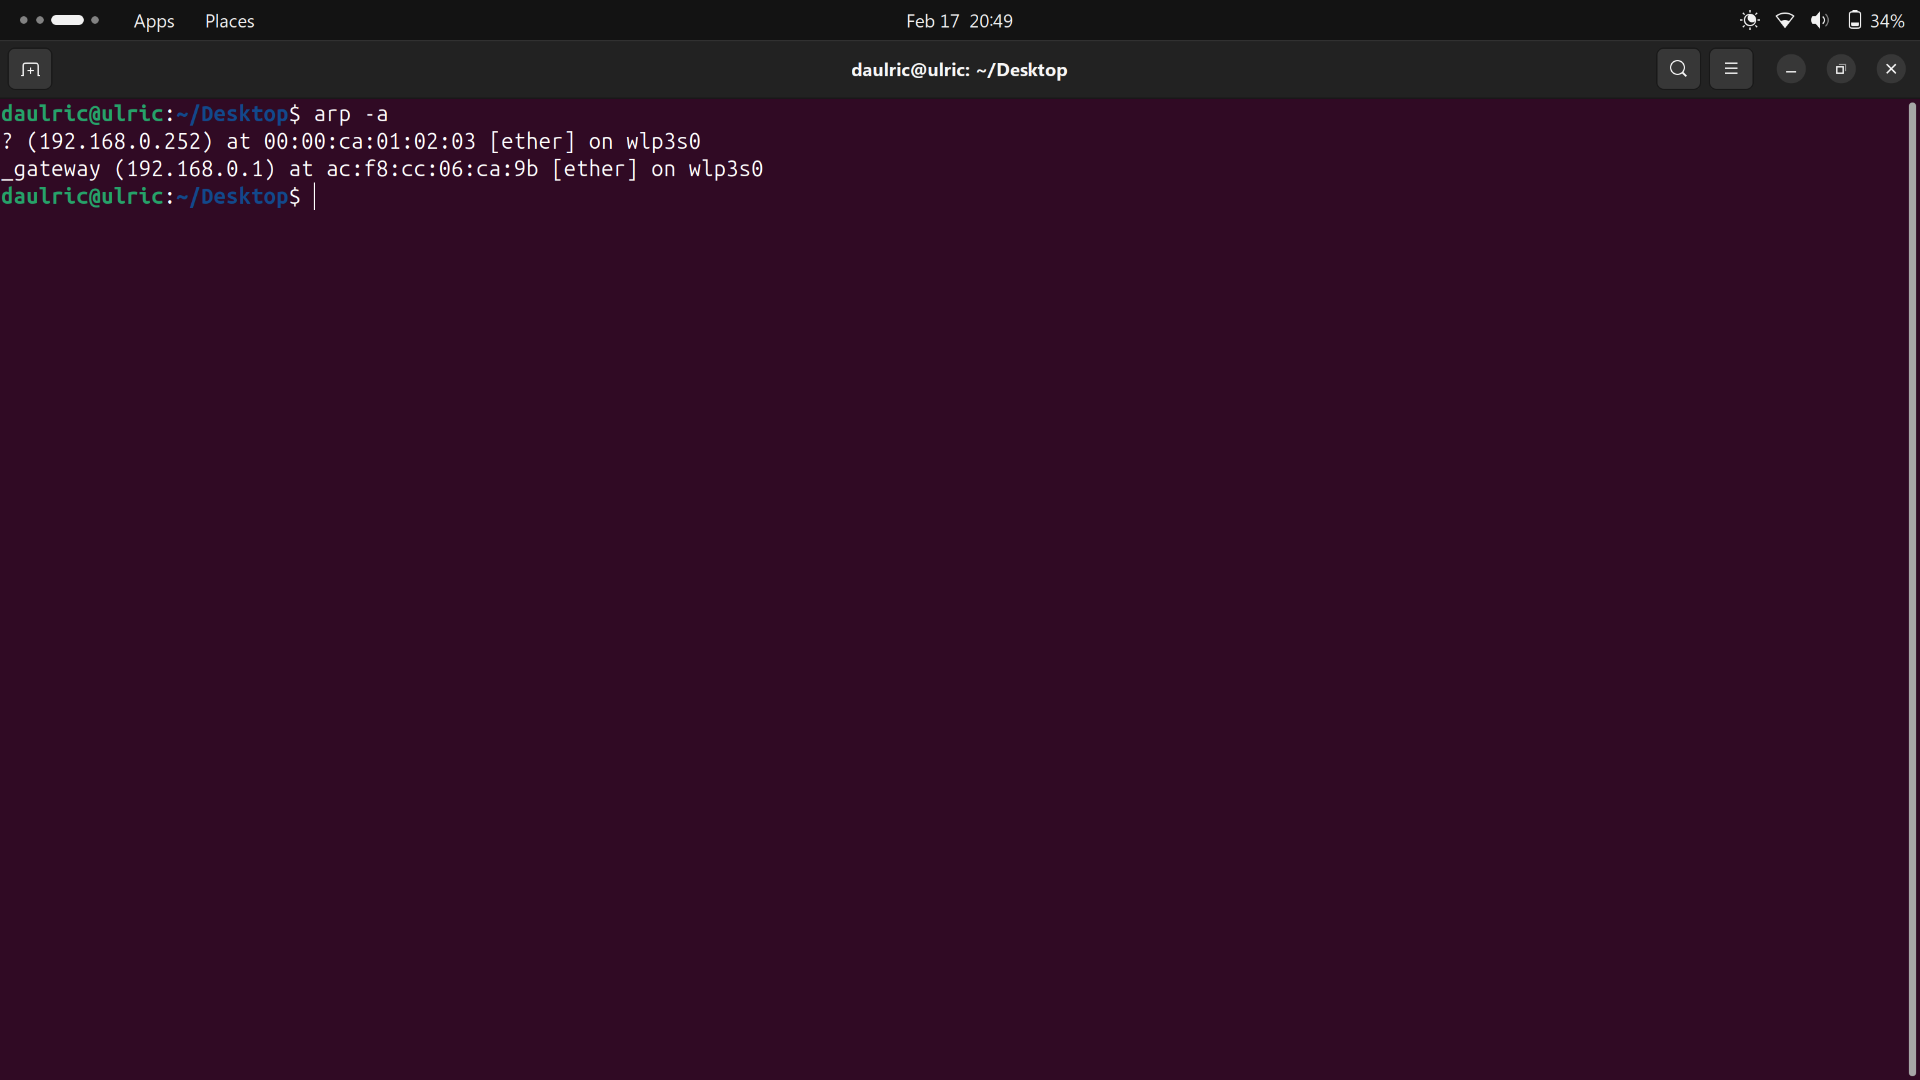 Apps Places Feb 17 20:49 34%
daulric@ulric: ~/Desktop
daulric@ulric:~/Desktop$ arp -a
? (192.168.0.252) at 00:00:ca:01:02:03 [ether] on wlp3s0
_gateway (192.168.0.1) at ac:f8:cc:06:ca:9b [ether] on wlp3s0
daulric@ulric:~/Desktop$